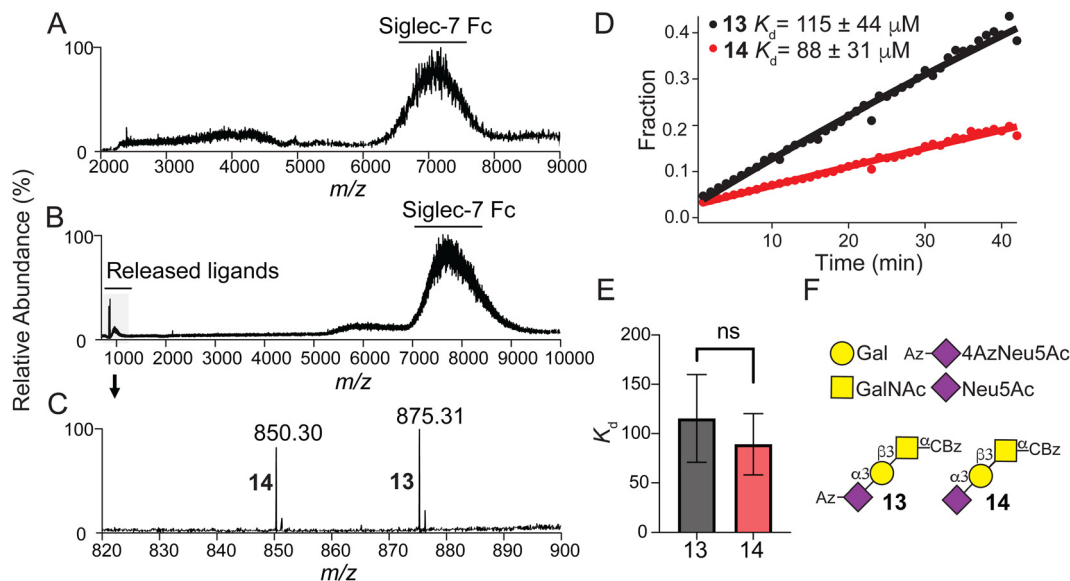 A
Siglec-7 Fc
100
0
2000 3000 4000 5000 6000 7000 8000 9000
m/z
Relative Abundance (%)
B
Siglec-7 Fc
100
Released ligands
0
1000 2000 3000 4000 5000 6000 7000 8000 9000 10000
m/z
C
100
850.30
875.31
14
13
0
820 830 840 850 860 870 880 890 900
m/z
D
13 Kd= 115 ± 44 μM
14 Kd= 88 ± 31 μM
Fraction
0.4
0.3
0.2
0.1
0.0
10 20 30 40
Time (min)
E
ns
Kd
200
150
100
50
0
13 14
F
Gal
Az 4AzNeu5Ac
GalNAc
Neu5Ac
α CBz
β3
α3
Az
13
α CBz
β3
α3
14